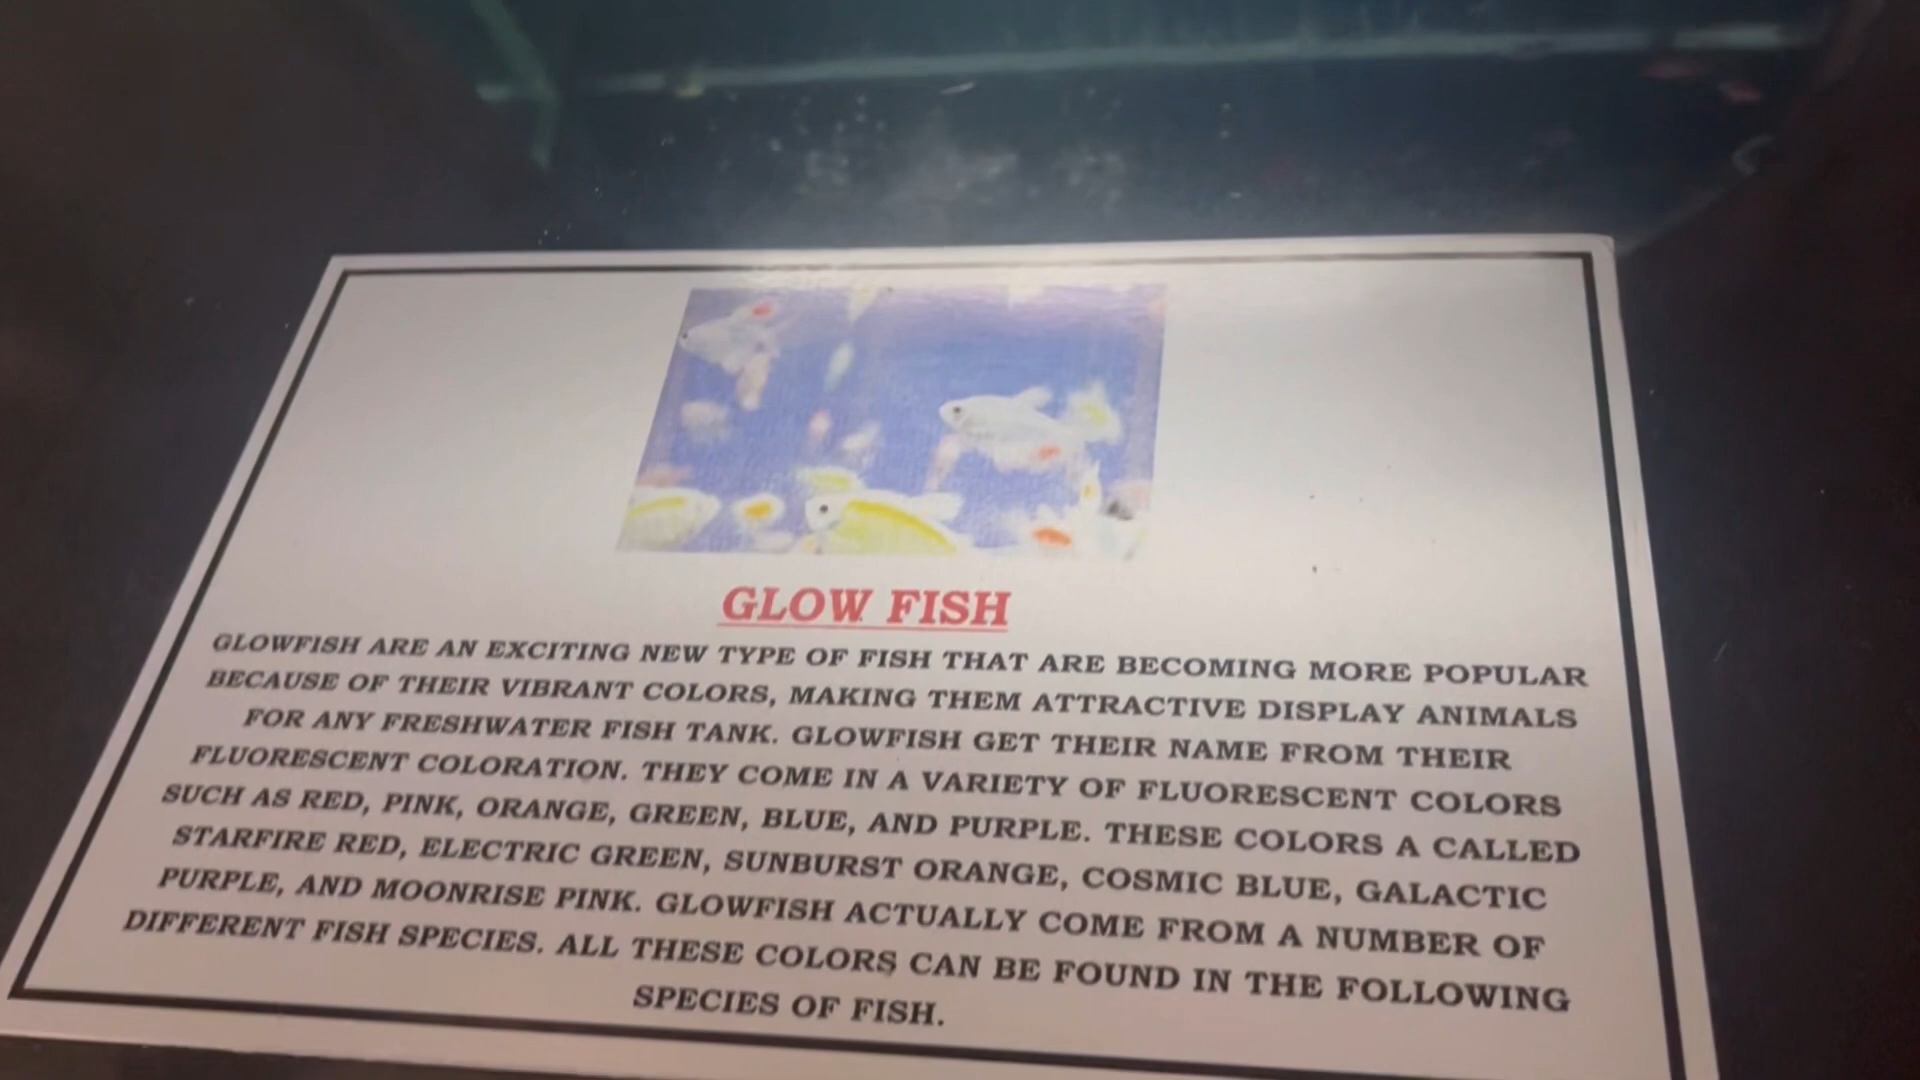 GLOW FISH
GLOWFISH ARE AN EXCITING NEW TYPE OF FISH THAT ARE BECOMING MORE POPULAR
BECAUSE OF THEIR VIBRANT COLORS, MAKING THEM ATTRACTIVE DISPLAY ANIMALS
FOR ANY FRESHWATER FISH TANK. GLOWFISH GET THEIR NAME FROM THEIR
FLUORESCENT COLORATION. THEY COME IN A VARIETY OF FLUORESCENT COLORS
SUCH AS RED, PINK, ORANGE, GREEN, BLUE, AND PURPLE. THESE COLORS A CALLED
STARFIRE RED, ELECTRIC GREEN, SUNBURST ORANGE, COSMIC BLUE, GALACTIC
PURPLE, AND MOONRISE PINK. GLOWFISH ACTUALLY COME FROM A NUMBER OF
DIFFERENT FISH SPECIES. ALL THESE COLORS CAN BE FOUND IN THE FOLLOWING
SPECIES OF FISH.